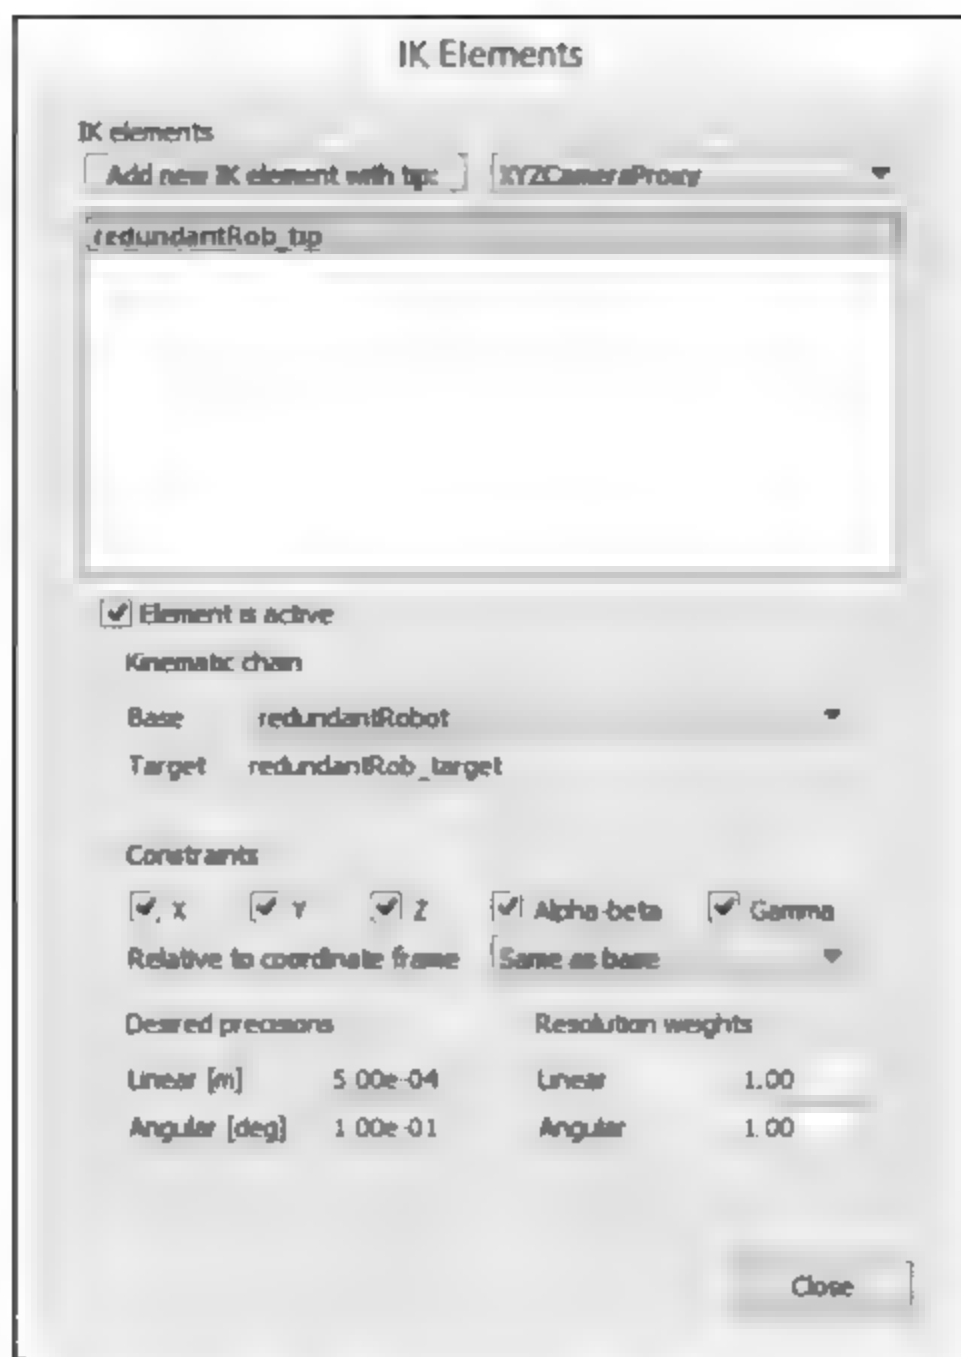 IK Elements
IK elements
Add new IK element with tip: XYZCameraProxy
redundantRob_tip
Element is active
Kinematic chain
Base redundantRobot
Target redundantRob_target
Constraints
X Y Z Alpha-beta Gamma
Relative to coordinate frame Same as base
Desired precisions Resolution weights
Linear [m] 5.00e-04 Linear 1.00
Angular [deg] 1.00e-01 Angular 1.00
Close